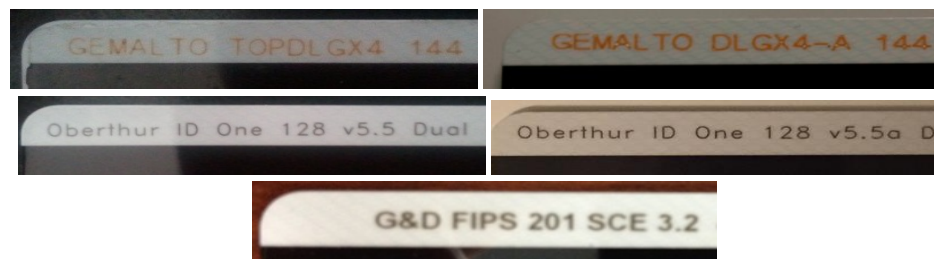 GEMALTO TOPDLGX4 144
GEMALTO DLGX4-A 144
Oberthur ID One 128 v5.5 Dual
Oberthur ID One 128 v5.5a D
G&D FIPS 201 SCE 3.2